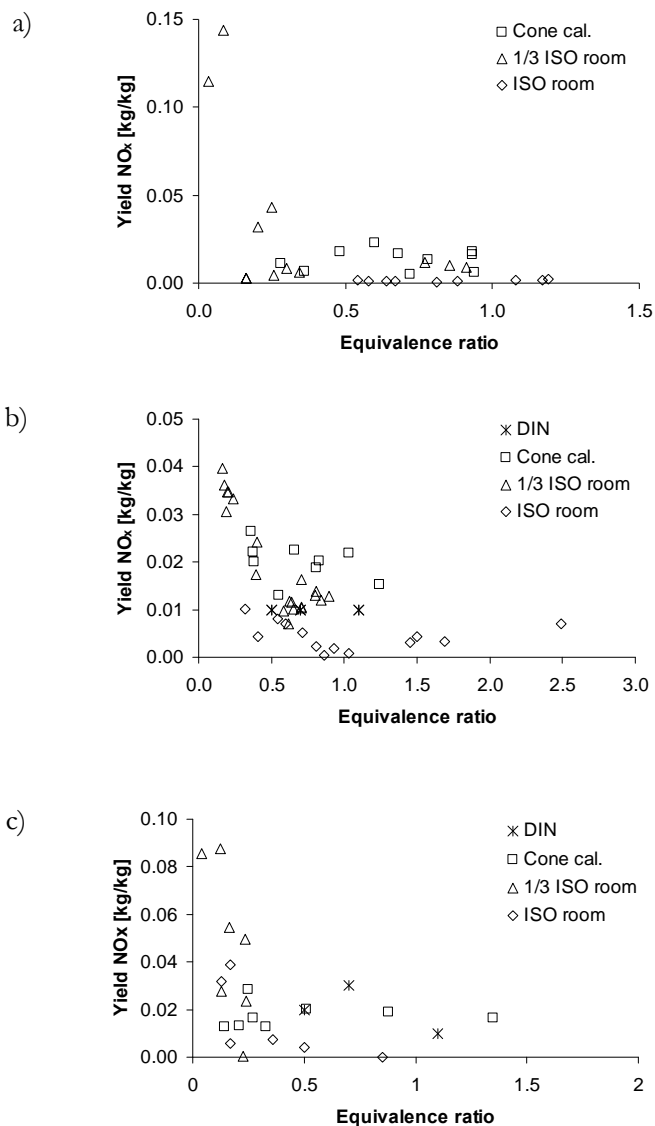 a)
0.15
0.10
0.05
0.00
Yield NOx [kg/kg]
0.0 0.5 1.0 1.5
Equivalence ratio
Cone cal.
1/3 ISO room
ISO room
b)
0.05
0.04
0.03
0.02
0.01
0.00
Yield NOx [kg/kg]
0.0 0.5 1.0 1.5 2.0 2.5 3.0
Equivalence ratio
DIN
Cone cal.
1/3 ISO room
ISO room
c)
0.10
0.08
0.06
0.04
0.02
0.00
Yield NOx [kg/kg]
0 0.5 1 1.5 2
Equivalence ratio
DIN
Cone cal.
1/3 ISO room
ISO room